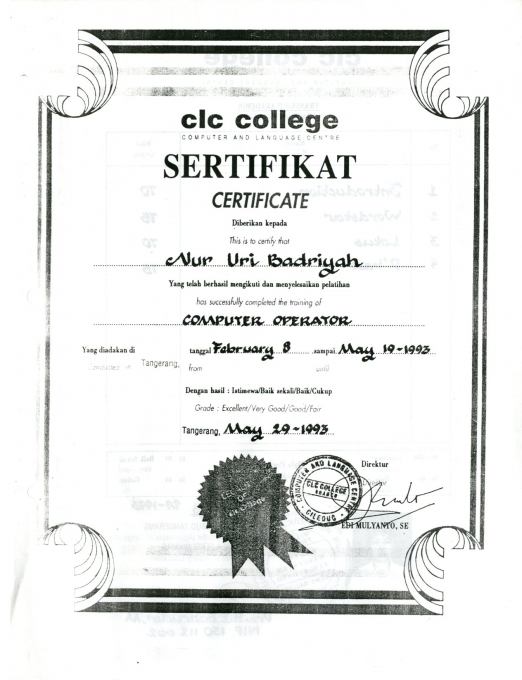 clc college
COMPUTER AND LANGUAGE CENTRE
SERTIFIKAT
CERTIFICATE
Diberikan kepada
This is to certify that
Nur Uri Badriyah
Yang telah berhasil mengikuti dan menyelesaikan pelatihan
has successfully completed the training of
COMPUTER OPERATOR
Yang diadakan di Tangerang, tanggal February 8 sampai May 19-1993
from until
Dengan hasil : Istimewa/Baik sekali/Baik/Cukup
Grade : Excellent/Very Good/Good/Fair
Tangerang, May 29-1993
Direktur
COMPUTER AND LANGUAGE CENTRE
CLC COLLEGE
CILEDUG
EDI MULYANTO, SE